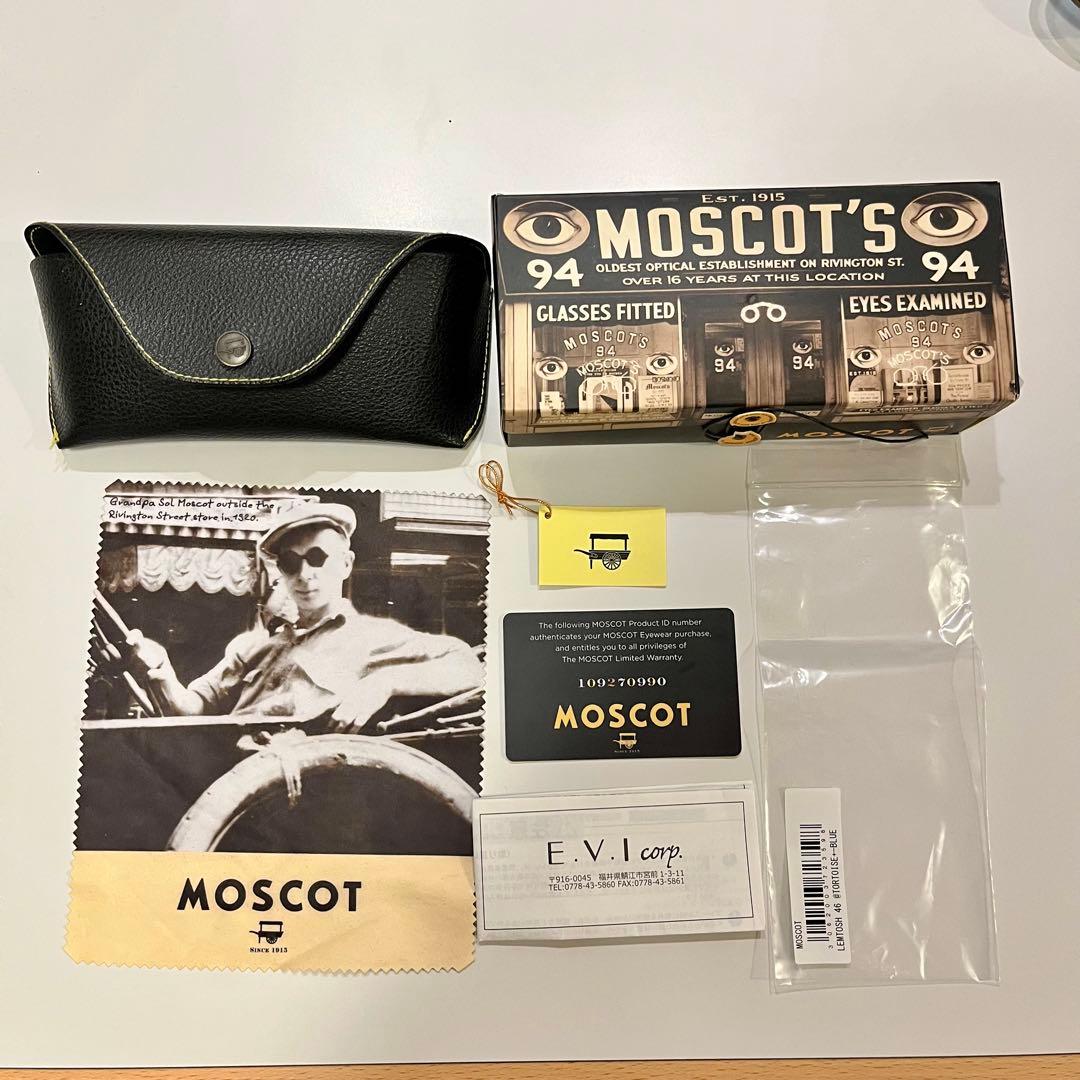 EST. 1915
MOSCOT'S
94
94
OLDEST OPTICAL ESTABLISHMENT ON RIVINGTON ST.
OVER 16 YEARS AT THIS LOCATION
GLASSES FITTED
EYES EXAMINED
MOSCOT'S
94
MOSCOT'S
94
94
MOSCOT'S
94
MOSCOT'S
MOSCOT
Grandpa Sol Moscot outside the
Rivington Street store in 1920.
MOSCOT
SINCE 1915
The following MOSCOT Product ID number
authenticates your MOSCOT Eyewear purchase,
and entitles you to all privileges of
The MOSCOT Limited Warranty.
109270990
MOSCOT
SINCE 1915
E.V.I corp.
〒916-0045 福井県鯖江市宮前1-3-11
TEL:0778-43-5860 FAX:0778-43-5861
MOSCOT
LEMTOSH 46 @TORTOISE+-BLUE